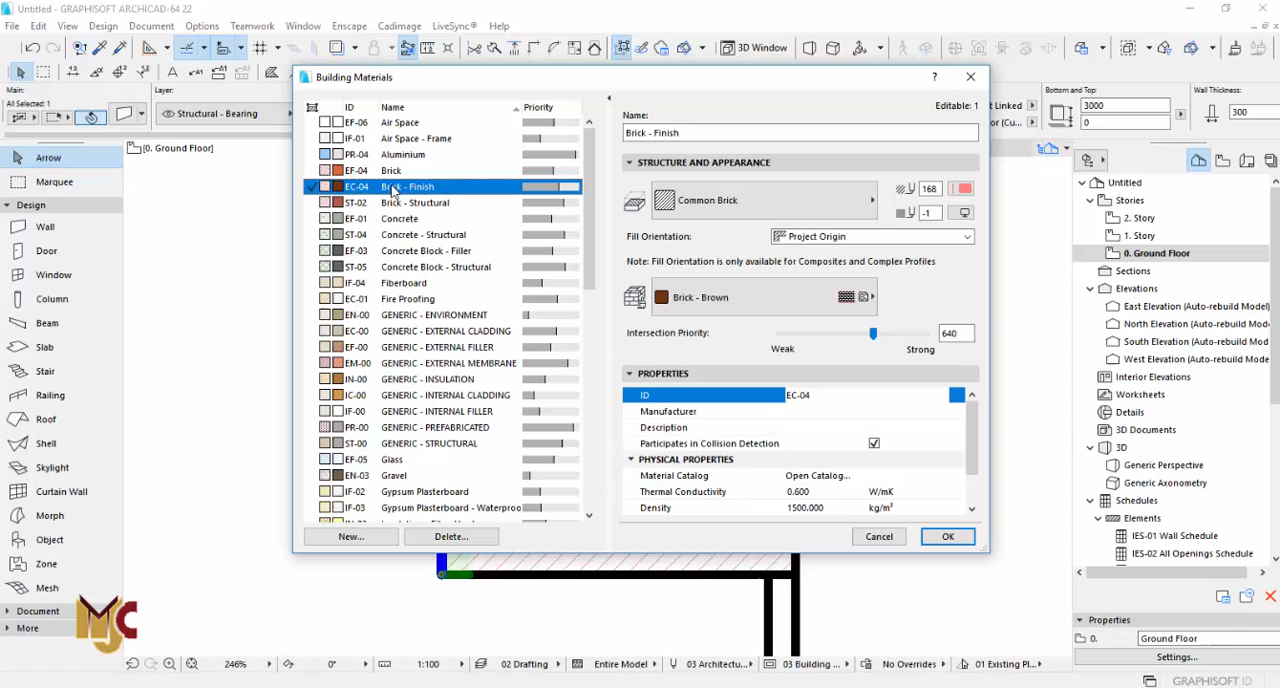 Untitled - GRAPHISOFT ARCHICAD-64 22
File Edit View Design Document Options Teamwork Window Enscape Cadimage LiveSync® Help
3D Window
Main:
All Selected: 1
Layer:
Structural - Bearing
Linked
Bottom and Top:
3000
0
Wall Thickness:
300
[0. Ground Floor]
Arrow
Marquee
Design
Wall
Door
Window
Column
Beam
Slab
Stair
Railing
Roof
Shell
Skylight
Curtain Wall
Morph
Object
Zone
Mesh
Document
More
MJC
Building Materials
? ×
ID Name Priority
EF-06 Air Space
IF-01 Air Space - Frame
PR-04 Aluminium
EF-04 Brick
EC-04 Brick - Finish
ST-02 Brick - Structural
EF-01 Concrete
ST-04 Concrete - Structural
EF-03 Concrete Block - Filler
ST-05 Concrete Block - Structural
IF-04 Fiberboard
EC-01 Fire Proofing
EN-00 GENERIC - ENVIRONMENT
EC-00 GENERIC - EXTERNAL CLADDING
EF-00 GENERIC - EXTERNAL FILLER
EM-00 GENERIC - EXTERNAL MEMBRANE
IN-00 GENERIC - INSULATION
IC-00 GENERIC - INTERNAL CLADDING
IF-00 GENERIC - INTERNAL FILLER
PR-00 GENERIC - PREFABRICATED
ST-00 GENERIC - STRUCTURAL
EF-05 Glass
EN-03 Gravel
IF-02 Gypsum Plasterboard
IF-03 Gypsum Plasterboard - Waterproo
New... Delete...
Editable: 1
Name:
Brick - Finish
STRUCTURE AND APPEARANCE
Common Brick
168
-1
Fill Orientation: Project Origin
Note: Fill Orientation is only available for Composites and Complex Profiles
Brick - Brown
Intersection Priority: 640
Weak Strong
PROPERTIES
ID EC-04
Manufacturer
Description
Participates in Collision Detection
PHYSICAL PROPERTIES
Material Catalog Open Catalog...
Thermal Conductivity 0.600 W/mK
Density 1500.000 kg/m³
Cancel OK
Untitled
Stories
2. Story
1. Story
0. Ground Floor
Sections
Elevations
East Elevation (Auto-rebuild Model)
North Elevation (Auto-rebuild Model)
South Elevation (Auto-rebuild Model)
West Elevation (Auto-rebuild Model)
Interior Elevations
Worksheets
Details
3D Documents
3D
Generic Perspective
Generic Axonometry
Schedules
Elements
IES-01 Wall Schedule
IES-02 All Openings Schedule
Properties
0. Ground Floor
Settings...
246% 0° 1:100 02 Drafting Entire Model 03 Architectu... 03 Building ... No Overrides 01 Existing Pl...
GRAPHISOFT ID